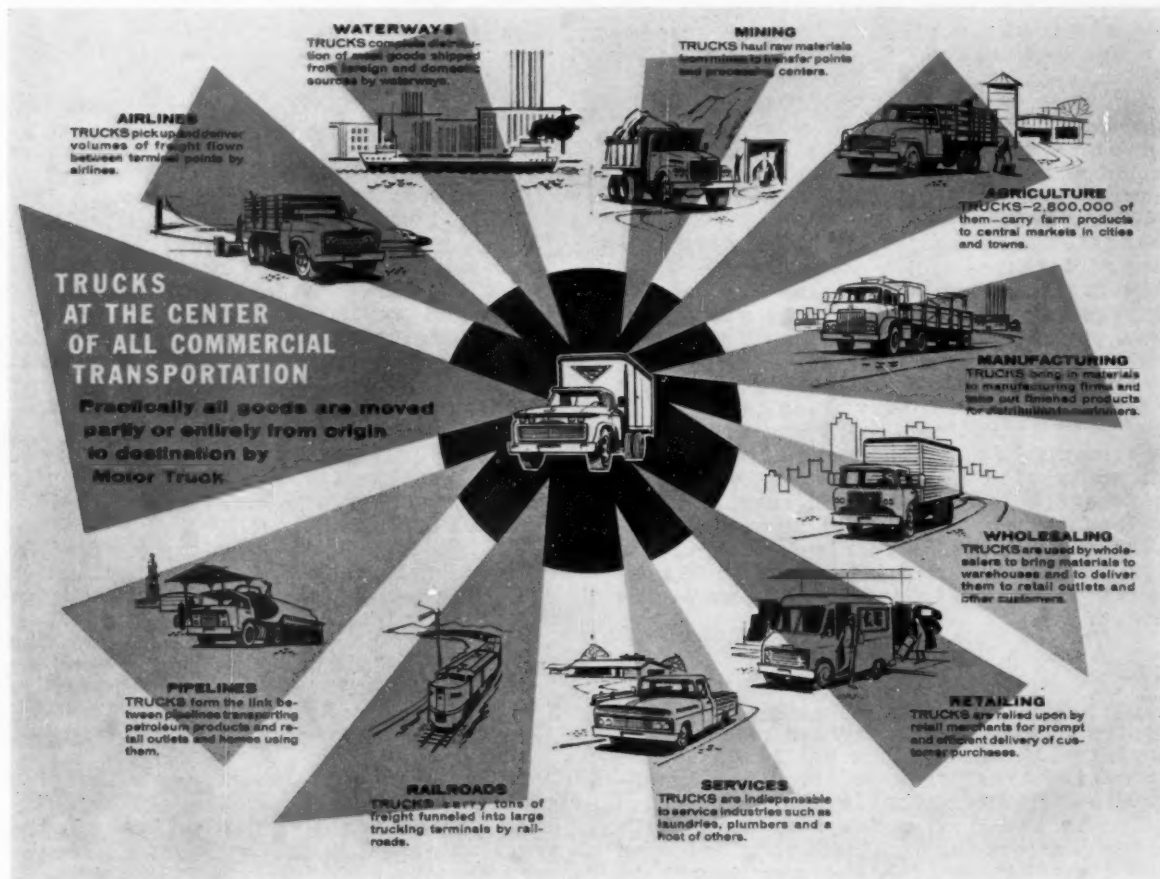 WATERWAYS
TRUCKS complete distribu-
tion of most goods shipped
from foreign and domestic
sources by waterways.
MINING
TRUCKS haul raw materials
from mines to transfer points
and processing centers.
AIRLINES
TRUCKS pick up and deliver
volumes of freight flown
between terminal points by
airlines.
AGRICULTURE
TRUCKS—2,800,000 of
them—carry farm products
to central markets in cities
and towns.
TRUCKS
AT THE CENTER
OF ALL COMMERCIAL
TRANSPORTATION
Practically all goods are moved
partly or entirely from origin
to destination by
Motor Truck
MANUFACTURING
TRUCKS bring in materials
to manufacturing firms and
take out finished products
for distribution to customers.
WHOLESALING
TRUCKS are used by whole-
salers to bring materials to
warehouses and to deliver
them to retail outlets and
other customers.
PIPELINES
TRUCKS form the link be-
tween pipelines transporting
petroleum products and re-
tail outlets and homes using
them.
RETAILING
TRUCKS are relied upon by
retail merchants for prompt
and efficient delivery of cus-
tomer purchases.
RAILROADS
TRUCKS carry tons of
freight funneled into large
trucking terminals by rail-
roads.
SERVICES
TRUCKS are indispensable
to service industries such as
laundries, plumbers and a
host of others.